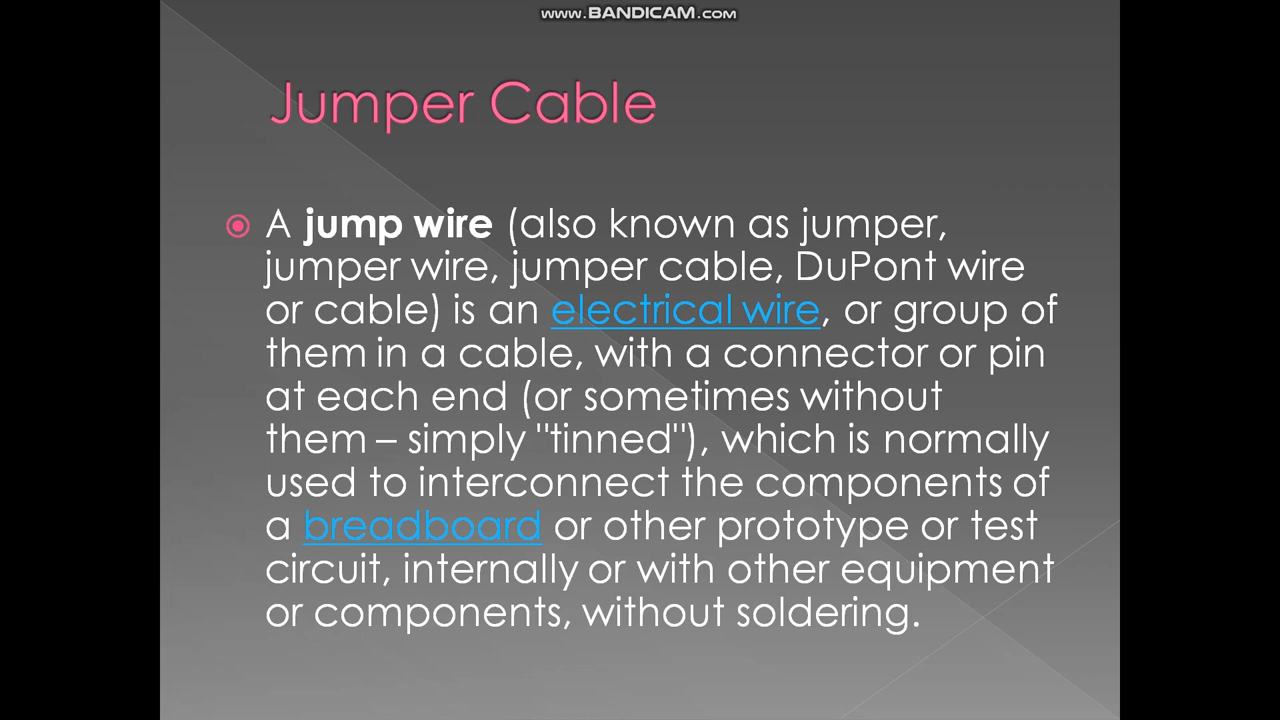 www.BANDICAM.com
Jumper Cable
A jump wire (also known as jumper,
jumper wire, jumper cable, DuPont wire
or cable) is an electrical wire, or group of
them in a cable, with a connector or pin
at each end (or sometimes without
them – simply "tinned"), which is normally
used to interconnect the components of
a breadboard or other prototype or test
circuit, internally or with other equipment
or components, without soldering.